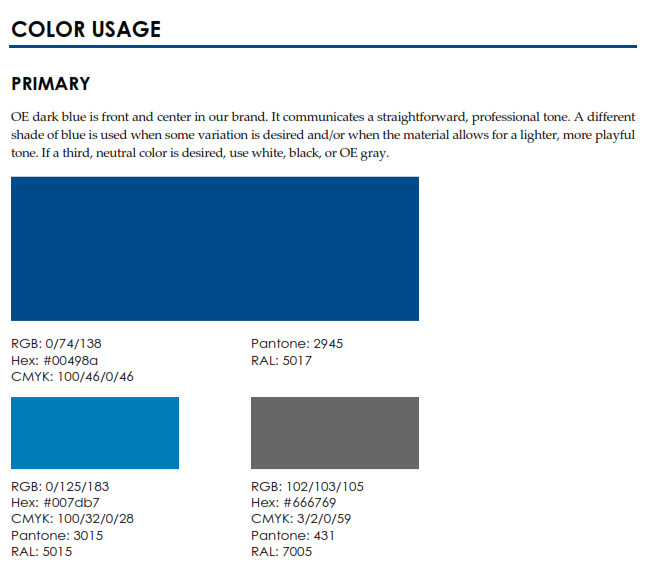 COLOR USAGE
PRIMARY
OE dark blue is front and center in our brand. It communicates a straightforward, professional tone. A different
shade of blue is used when some variation is desired and/or when the material allows for a lighter, more playful
tone. If a third, neutral color is desired, use white, black, or OE gray.
RGB: 0/74/138
Hex: #00498a
CMYK: 100/46/0/46
Pantone: 2945
RAL: 5017
RGB: 0/125/183
Hex: #007db7
CMYK: 100/32/0/28
Pantone: 3015
RAL: 5015
RGB: 102/103/105
Hex: #666769
CMYK: 3/2/0/59
Pantone: 431
RAL: 7005